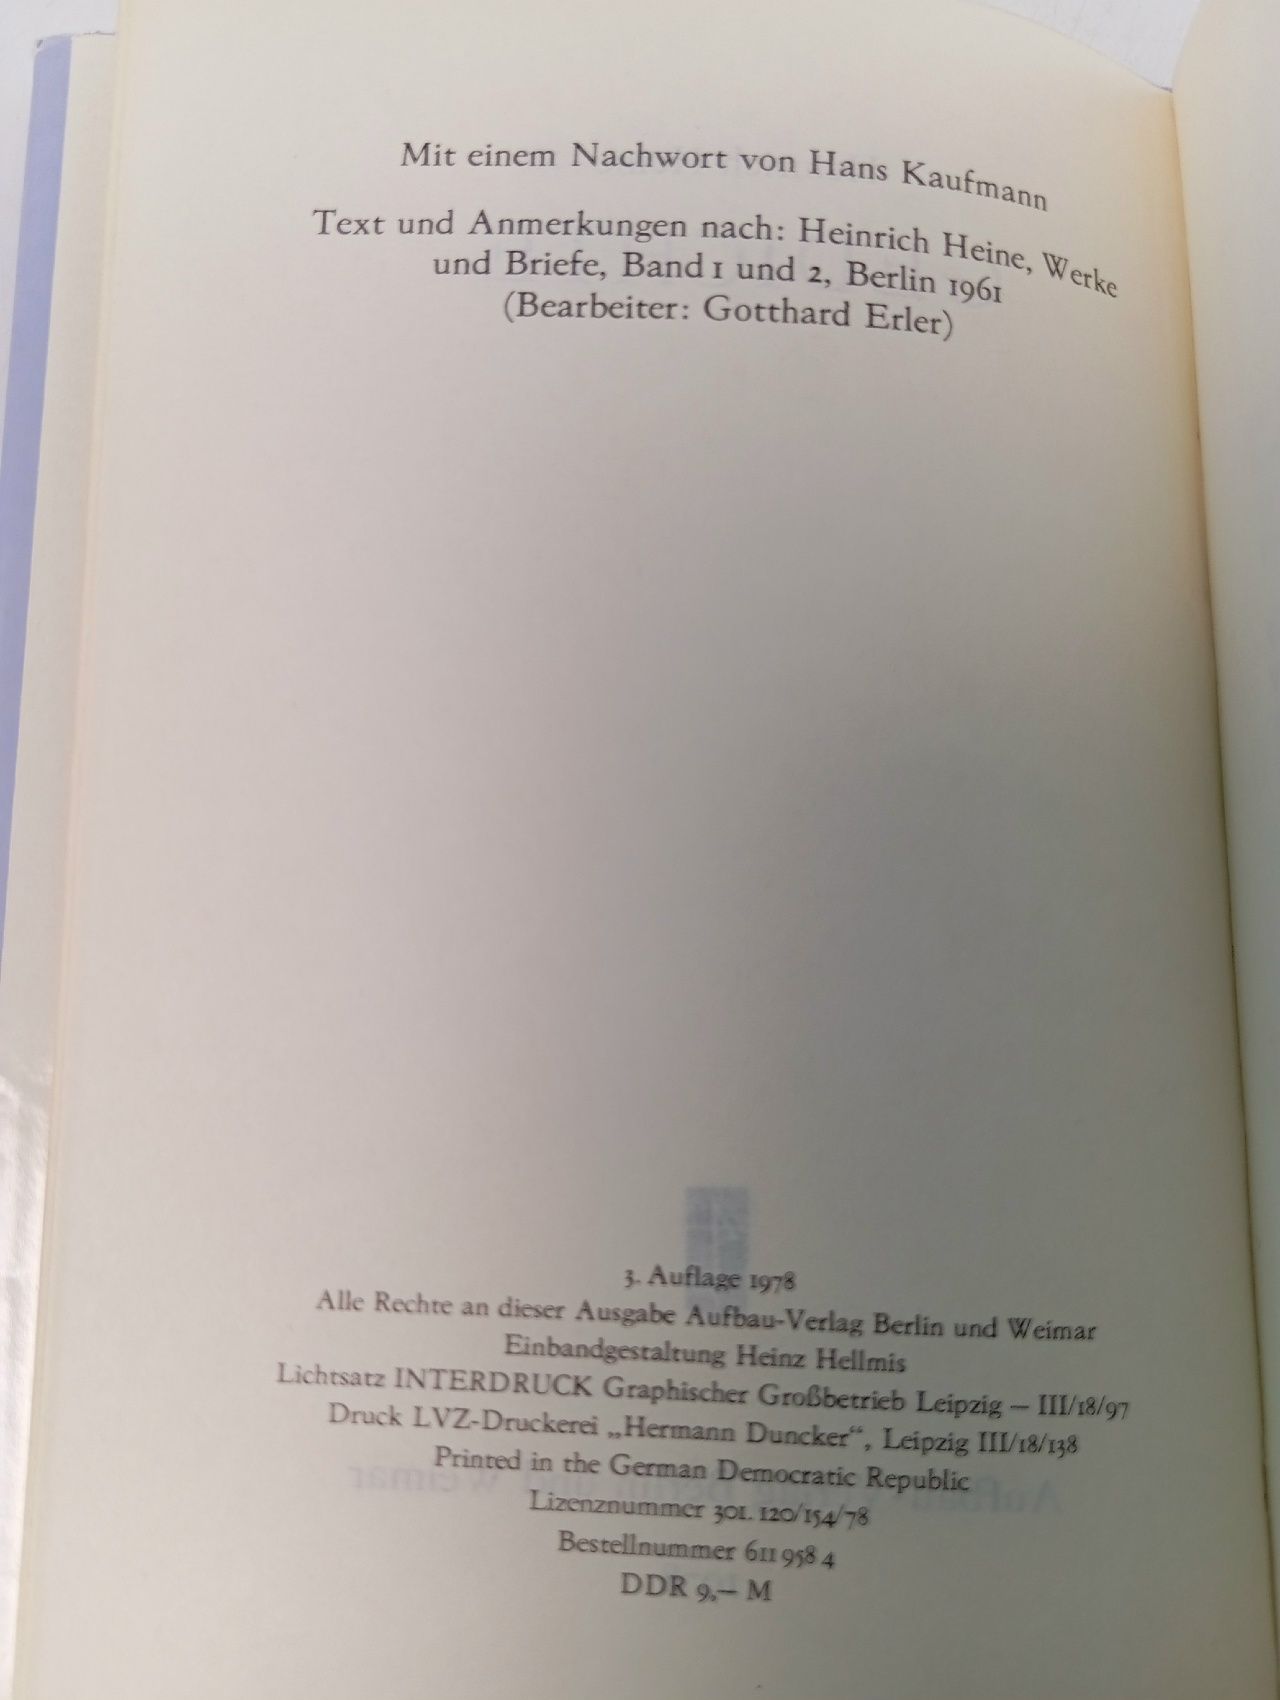 Mit einem Nachwort von Hans Kaufmann
Text und Anmerkungen nach: Heinrich Heine, Werke
und Briefe, Band 1 und 2, Berlin 1961
(Bearbeiter: Gotthard Erler)
3. Auflage 1978
Alle Rechte an dieser Ausgabe Aufbau-Verlag Berlin und Weimar
Einbandgestaltung Heinz Hellmis
Lichtsatz INTERDRUCK Graphischer Großbetrieb Leipzig – III/18/97
Druck LVZ-Druckerei „Hermann Duncker“, Leipzig III/18/138
Printed in the German Democratic Republic
Lizenznummer 301. 120/154/78
Bestellnummer 611 958 4
DDR 9,– M